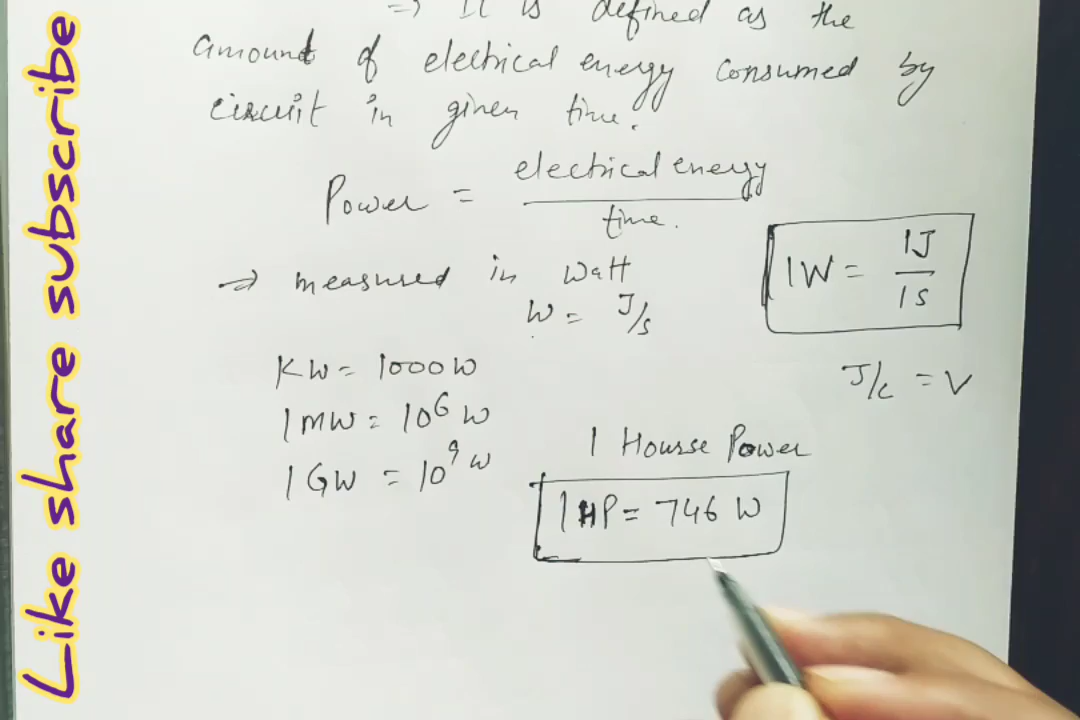 Like share subscribe
=> It is defined as the
amount of electrical energy consumed by
circuit in given time.
Power = electrical energy
time.
=> measured in watt
W = J/s
1W = 1J
1s
J/c = V
KW = 1000 W
1 MW = 10⁶ W
1 GW = 10⁹ W
1 Hourse Power
1 HP = 746 W